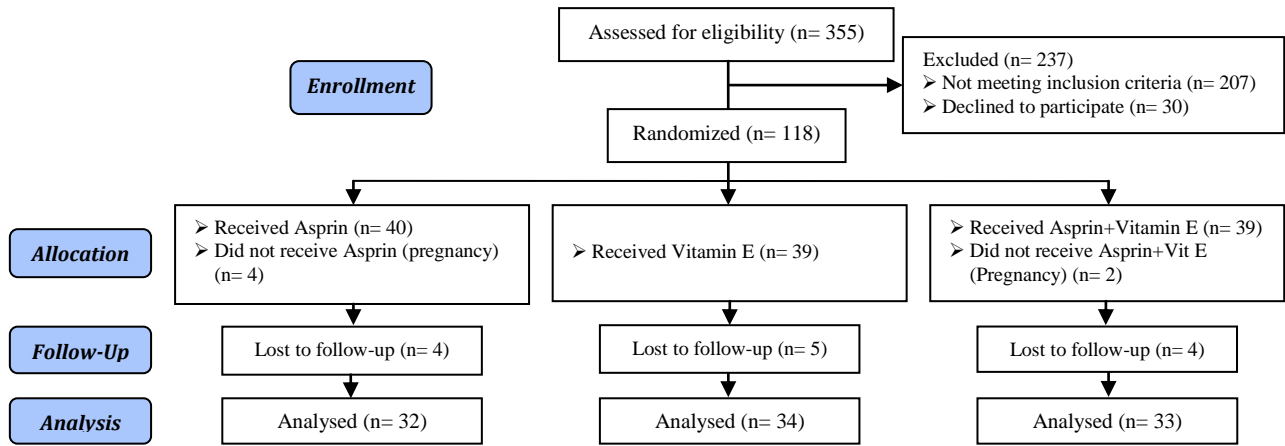 Assessed for eligibility (n= 355)
Enrollment
Excluded (n= 237)
➢ Not meeting inclusion criteria (n= 207)
➢ Declined to participate (n= 30)
Randomized (n= 118)
Allocation
➢ Received Asprin (n= 40)
➢ Did not receive Asprin (pregnancy)
(n= 4)
➢ Received Vitamin E (n= 39)
➢ Received Asprin+Vitamin E (n= 39)
➢ Did not receive Asprin+Vit E
(Pregnancy) (n= 2)
Follow-Up
Lost to follow-up (n= 4)
Lost to follow-up (n= 5)
Lost to follow-up (n= 4)
Analysis
Analysed (n= 32)
Analysed (n= 34)
Analysed (n= 33)